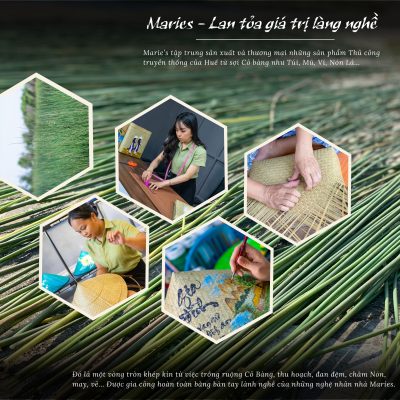 Maries - Lan tỏa giá trị làng nghề
Marie's tập trung sản xuất và thương mại những sản phẩm Thủ công
truyền thống của Huế từ sợi Cỏ bàng như Túi, Mũ, Ví, Nón Lá...
Đó là một vòng tròn khép kín từ việc trồng ruộng Cỏ Bàng, thu hoạch, đan đệm, chằm Nón,
may, vẽ... Được gia công hoàn toàn bằng bàn tay lành nghề của những nghệ nhân nhà Maries.